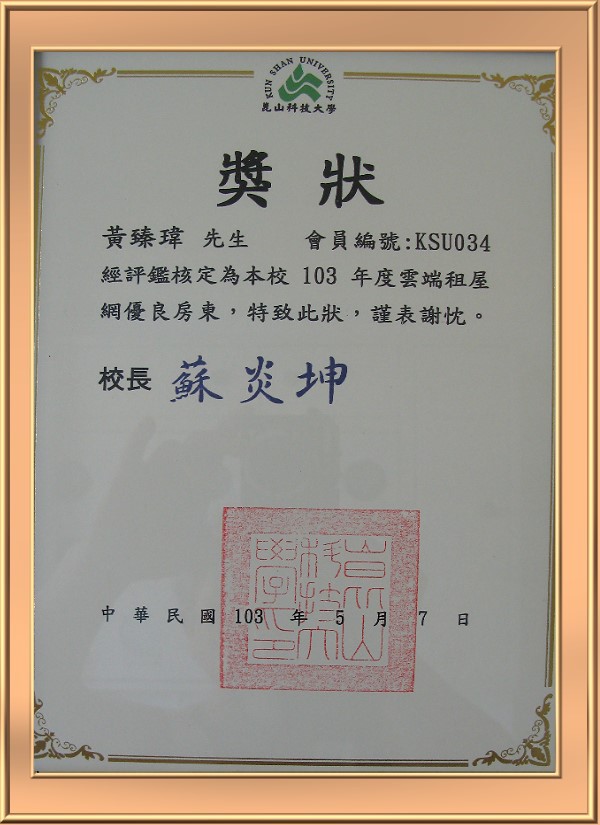 KUN SHAN UNIVERSITY
崑山科技大學
獎狀
黃臻瑋 先生 會員編號:KSU034
經評鑑核定為本校 103 年度雲端租屋
網優良房東，特致此狀，謹表謝忱。
校長 蘇炎坤
中華民國 103 年 5 月 7 日